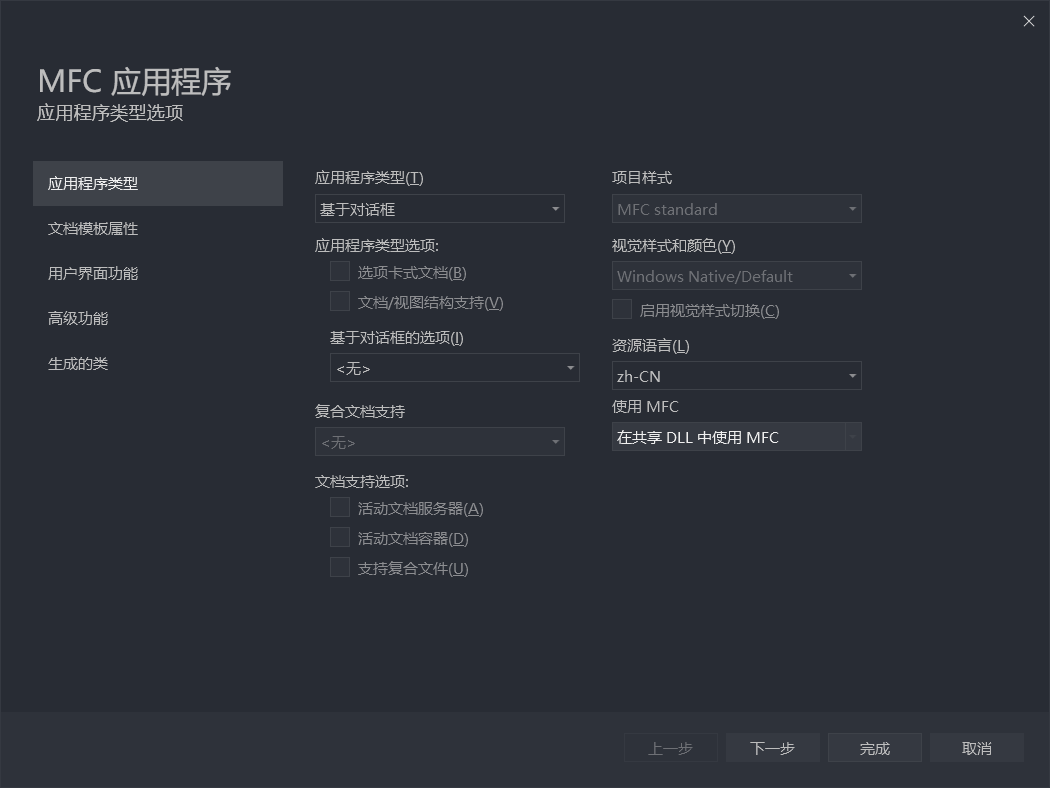 MFC 应用程序
应用程序类型选项
应用程序类型
文档模板属性
用户界面功能
高级功能
生成的类
应用程序类型(T)
基于对话框
应用程序类型选项:
选项卡式文档(B)
文档/视图结构支持(V)
基于对话框的选项(I)
<无>
复合文档支持
<无>
文档支持选项:
活动文档服务器(A)
活动文档容器(D)
支持复合文件(U)
项目样式
MFC standard
视觉样式和颜色(Y)
Windows Native/Default
启用视觉样式切换(C)
资源语言(L)
zh-CN
使用 MFC
在共享 DLL 中使用 MFC
上一步
下一步
完成
取消